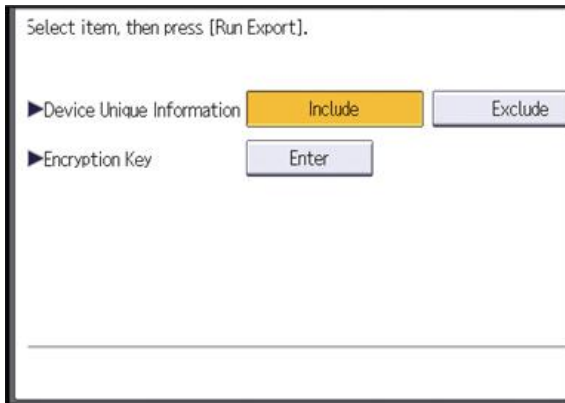 Select item, then press [Run Export].
▶Device Unique Information Include Exclude
▶Encryption Key Enter